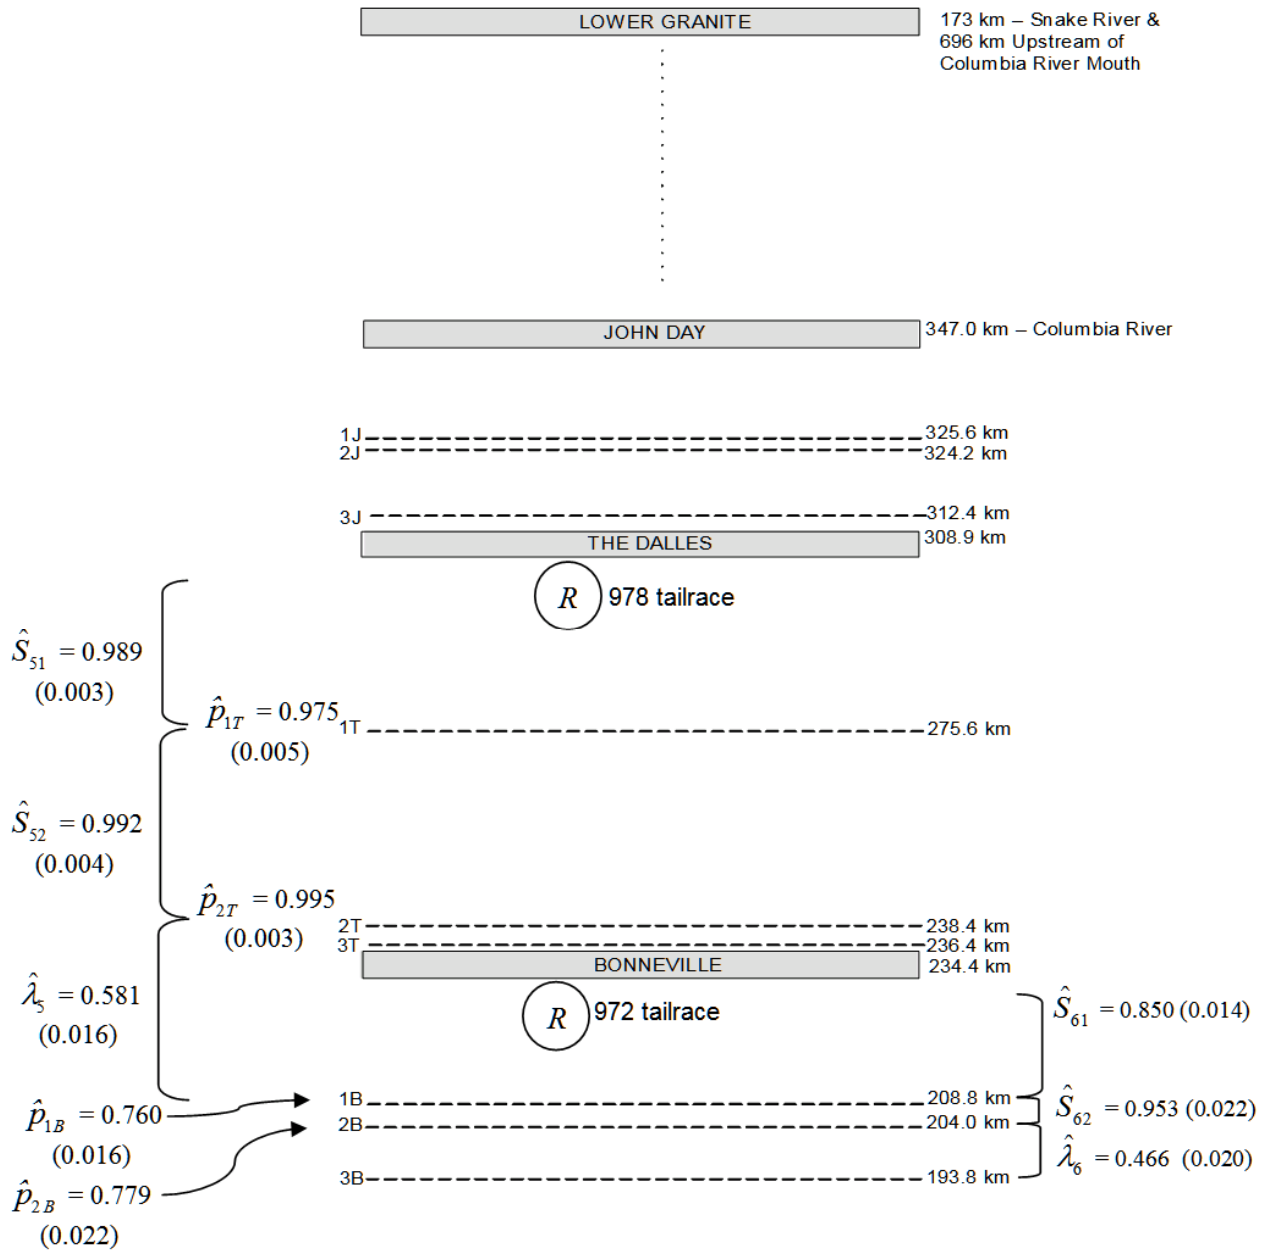 LOWER GRANITE
173 km – Snake River &
696 km Upstream of
Columbia River Mouth
JOHN DAY
347.0 km – Columbia River
1J
325.6 km
2J
324.2 km
3J
312.4 km
THE DALLES
308.9 km
R
978 tailrace
Ŝ₅₁ = 0.989
(0.003)
p̂₁T = 0.975
(0.005)
1T
275.6 km
Ŝ₅₂ = 0.992
(0.004)
p̂₂T = 0.995
(0.003)
2T
238.4 km
3T
236.4 km
BONNEVILLE
234.4 km
λ̂₅ = 0.581
(0.016)
R
972 tailrace
Ŝ₆₁ = 0.850 (0.014)
p̂₁B = 0.760
(0.016)
1B
208.8 km
Ŝ₆₂ = 0.953 (0.022)
2B
204.0 km
λ̂₆ = 0.466 (0.020)
p̂₂B = 0.779
(0.022)
3B
193.8 km